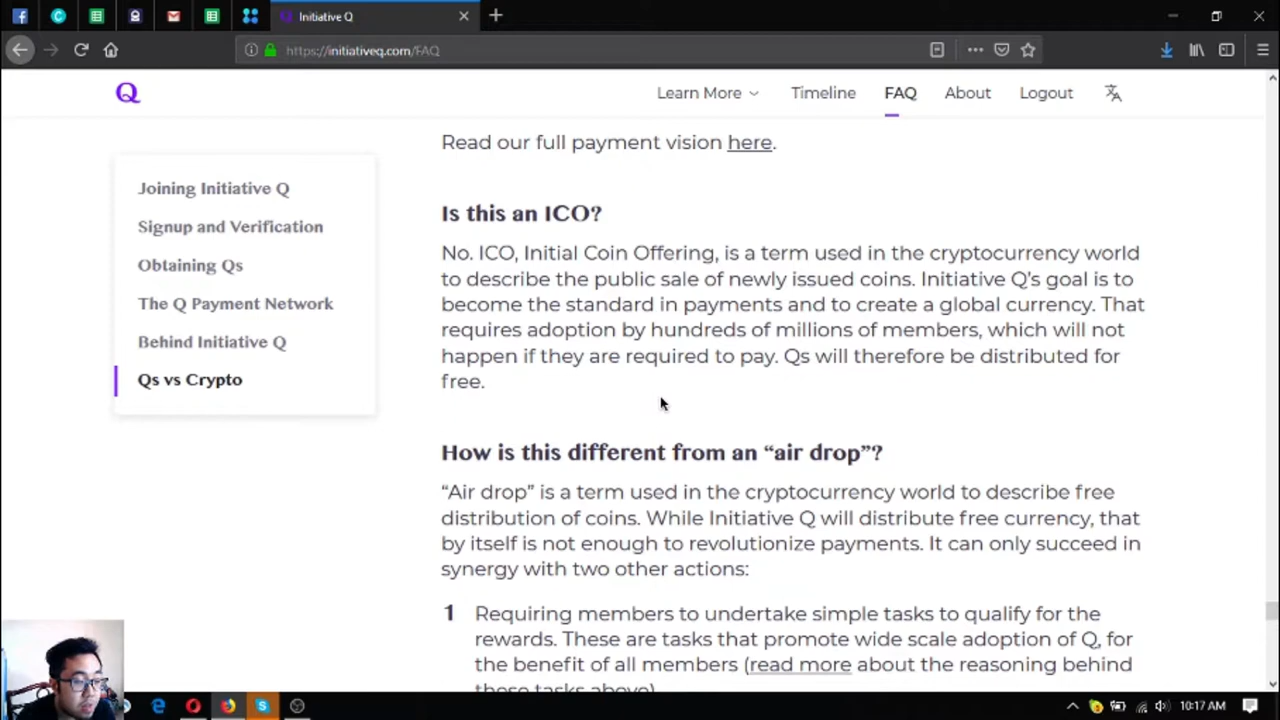 Initiative Q
https://initiativeq.com/FAQ
Q
Learn More
Timeline
FAQ
About
Logout
Joining Initiative Q
Signup and Verification
Obtaining Qs
The Q Payment Network
Behind Initiative Q
Qs vs Crypto
Read our full payment vision here.
Is this an ICO?
No. ICO, Initial Coin Offering, is a term used in the cryptocurrency world
to describe the public sale of newly issued coins. Initiative Q’s goal is to
become the standard in payments and to create a global currency. That
requires adoption by hundreds of millions of members, which will not
happen if they are required to pay. Qs will therefore be distributed for
free.
How is this different from an “air drop”?
“Air drop” is a term used in the cryptocurrency world to describe free
distribution of coins. While Initiative Q will distribute free currency, that
by itself is not enough to revolutionize payments. It can only succeed in
synergy with two other actions:
1 Requiring members to undertake simple tasks to qualify for the
rewards. These are tasks that promote wide scale adoption of Q, for
the benefit of all members (read more about the reasoning behind
these tasks above)
10:17 AM